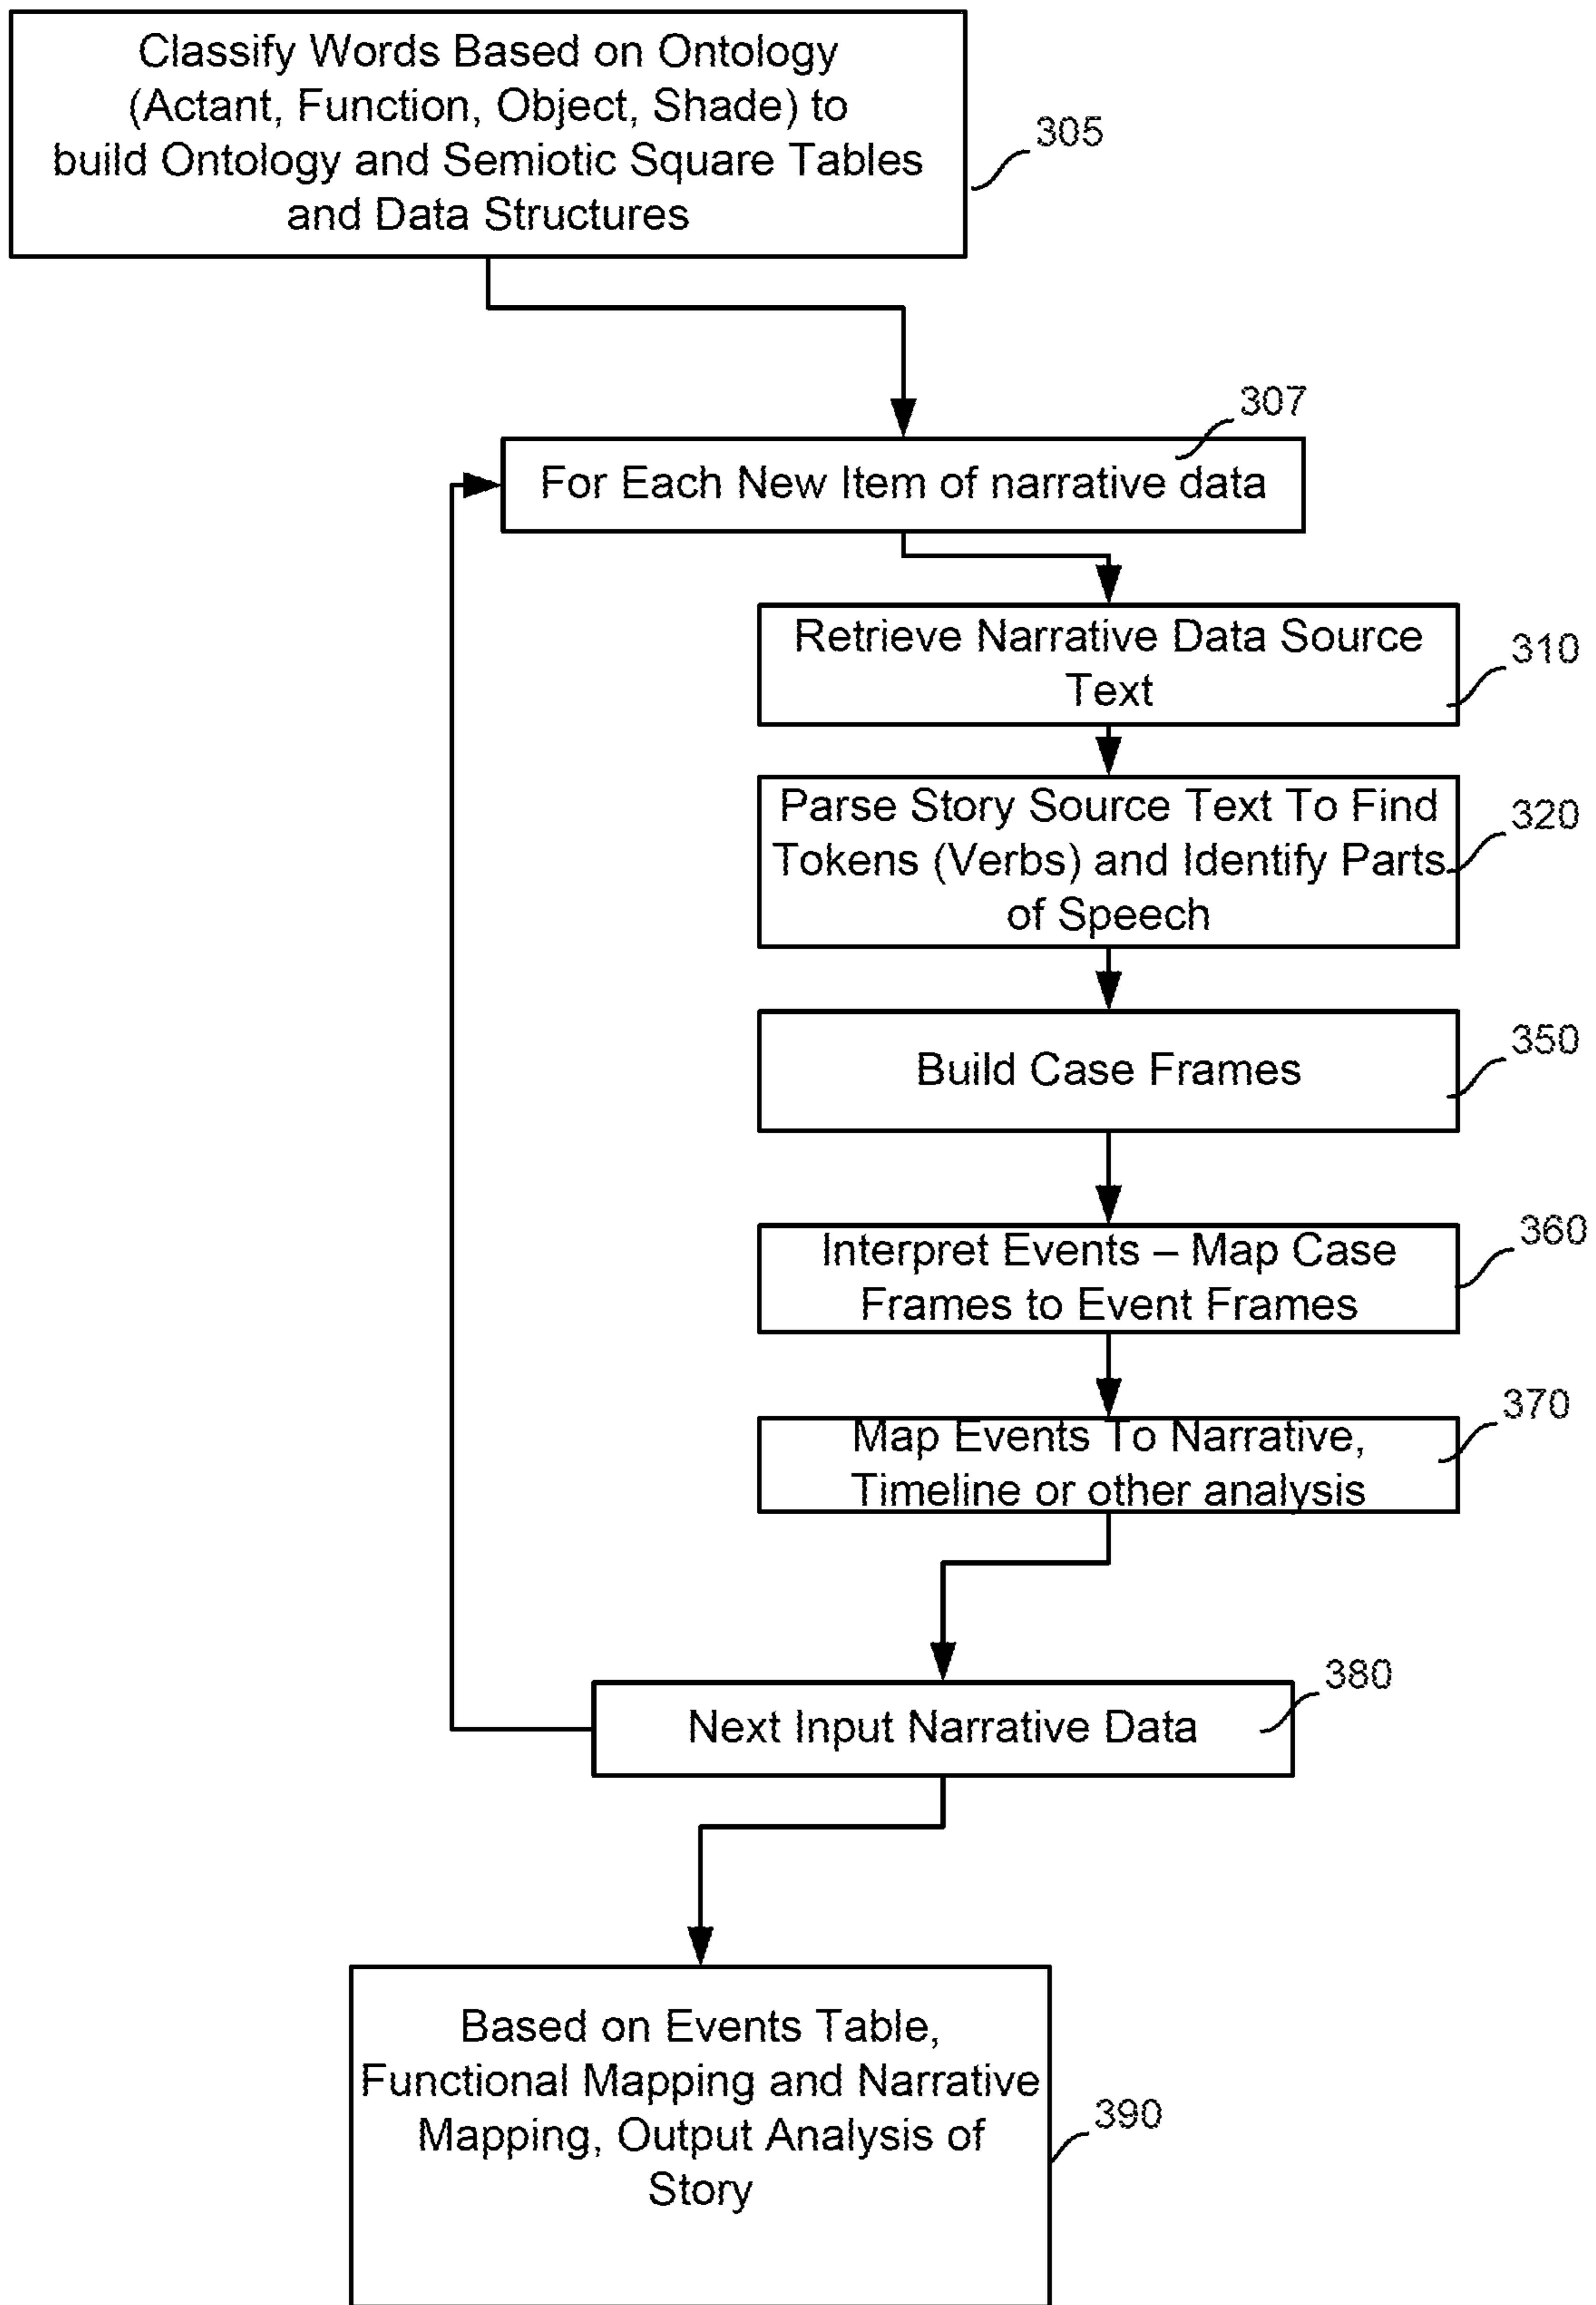 Classify Words Based on Ontology
(Actant, Function, Object, Shade) to
build Ontology and Semiotic Square Tables
and Data Structures
305
307
For Each New Item of narrative data
Retrieve Narrative Data Source
Text
310
Parse Story Source Text To Find
Tokens (Verbs) and Identify Parts
of Speech
320
Build Case Frames
350
Interpret Events – Map Case
Frames to Event Frames
360
Map Events To Narrative,
Timeline or other analysis
370
Next Input Narrative Data
380
Based on Events Table,
Functional Mapping and Narrative
Mapping, Output Analysis of
Story
390